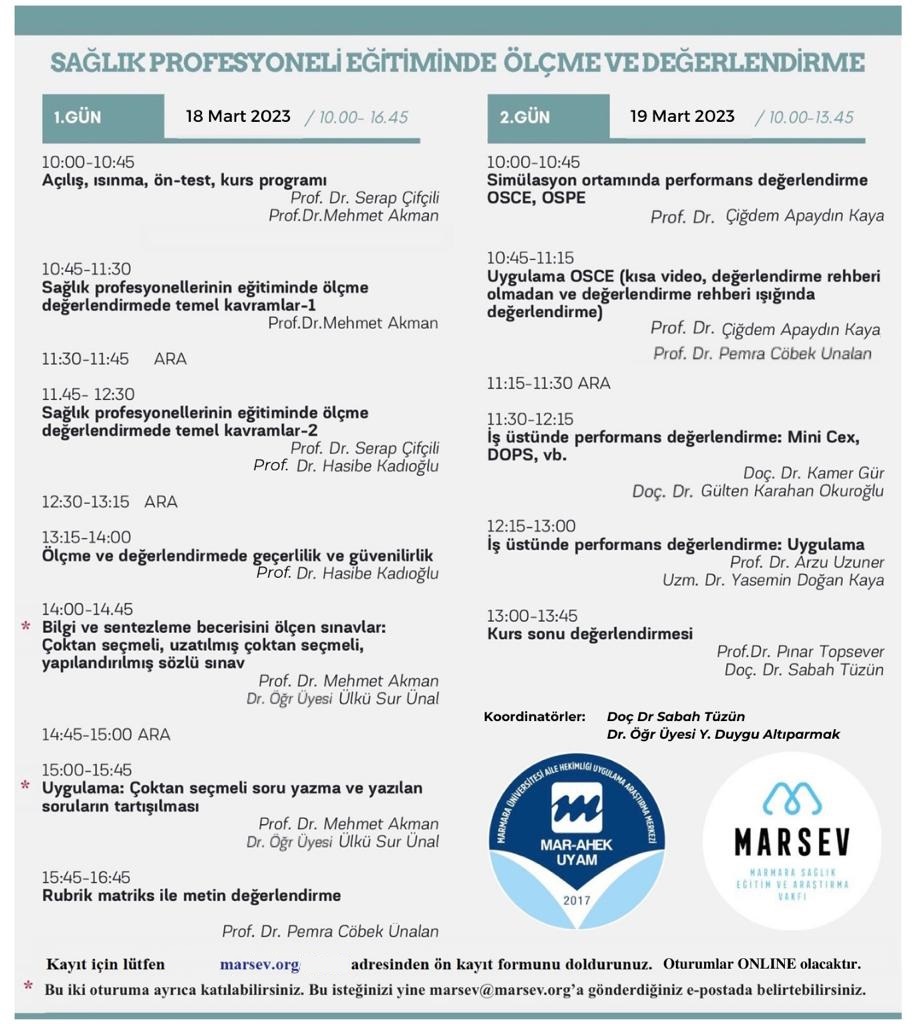 SAĞLIK PROFESYONELİ EĞİTİMİNDE ÖLÇME VE DEĞERLENDİRME
1.GÜN 18 Mart 2023 / 10.00- 16.45
10:00-10:45
Açılış, ısınma, ön-test, kurs programı
Prof. Dr. Serap Çifçili
Prof.Dr.Mehmet Akman
10:45-11:30
Sağlık profesyonellerinin eğitiminde ölçme
değerlendirmede temel kavramlar-1
Prof.Dr.Mehmet Akman
11:30-11:45 ARA
11.45- 12:30
Sağlık profesyonellerinin eğitiminde ölçme
değerlendirmede temel kavramlar-2
Prof. Dr. Serap Çifçili
Prof. Dr. Hasibe Kadıoğlu
12:30-13:15 ARA
13:15-14:00
Ölçme ve değerlendirmede geçerlilik ve güvenilirlik
Prof. Dr. Hasibe Kadıoğlu
14:00-14.45
* Bilgi ve sentezleme becerisini ölçen sınavlar:
Çoktan seçmeli, uzatılmış çoktan seçmeli,
yapılandırılmış sözlü sınav
Prof. Dr. Mehmet Akman
Dr. Öğr Üyesi Ülkü Sur Ünal
14:45-15:00 ARA
15:00-15:45
* Uygulama: Çoktan seçmeli soru yazma ve yazılan
soruların tartışılması
Prof. Dr. Mehmet Akman
Dr. Öğr Üyesi Ülkü Sur Ünal
15:45-16:45
Rubrik matriks ile metin değerlendirme
Prof. Dr. Pemra Cöbek Ünalan
2.GÜN 19 Mart 2023 / 10.00-13.45
10:00-10:45
Simülasyon ortamında performans değerlendirme
OSCE, OSPE
Prof. Dr. Çiğdem Apaydın Kaya
10:45-11:15
Uygulama OSCE (kısa video, değerlendirme rehberi
olmadan ve değerlendirme rehberi ışığında
değerlendirme)
Prof. Dr. Çiğdem Apaydın Kaya
Prof. Dr. Pemra Cöbek Unalan
11:15-11:30 ARA
11:30-12:15
İş üstünde performans değerlendirme: Mini Cex,
DOPS, vb.
Doç. Dr. Kamer Gür
Doç. Dr. Gülten Karahan Okuroğlu
12:15-13:00
İş üstünde performans değerlendirme: Uygulama
Prof. Dr. Arzu Uzuner
Uzm. Dr. Yasemin Doğan Kaya
13:00-13:45
Kurs sonu değerlendirmesi
Prof.Dr. Pınar Topsever
Doç. Dr. Sabah Tüzün
Koordinatörler: Doç Dr Sabah Tüzün
Dr. Öğr Üyesi Y. Duygu Altıparmak
MARMARA ÜNİVERSİTESİ AİLE HEKİMLİĞİ UYGULAMA ARAŞTIRMA MERKEZİ
MAR-AHEK
UYAM
2017
MARSEV
MARMARA SAĞLIK
EĞİTİM VE ARAŞTIRMA
VAKFI
Kayıt için lütfen marsev.org adresinden ön kayıt formunu doldurunuz. Oturumlar ONLINE olacaktır.
* Bu iki oturuma ayrıca katılabilirsiniz. Bu isteğinizi yine marsev@marsev.org’a gönderdiğiniz e-postada belirtebilirsiniz.